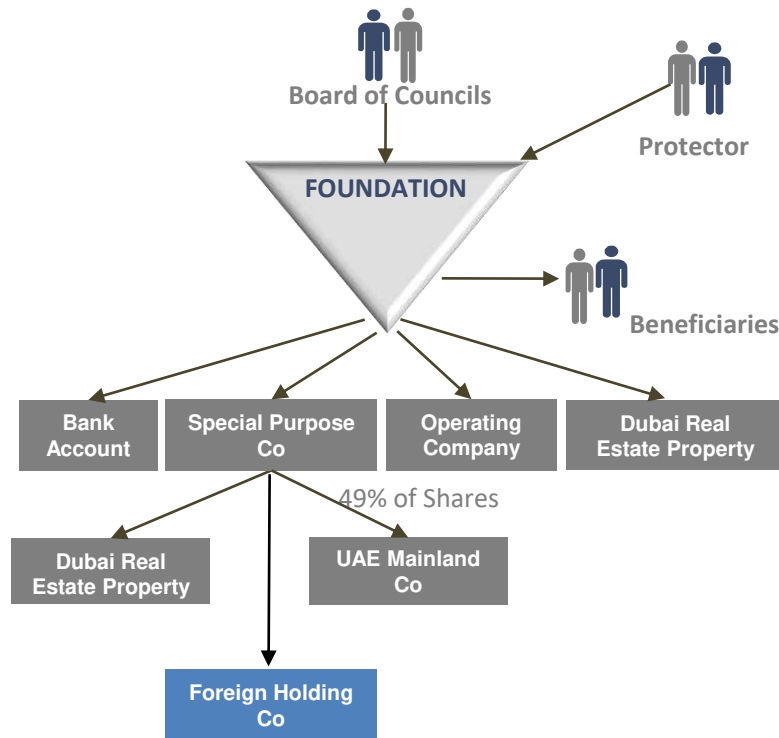 Board of Councils
Protector
FOUNDATION
Beneficiaries
Bank
Account
Special Purpose
Co
Operating
Company
Dubai Real
Estate Property
49% of Shares
Dubai Real
Estate Property
UAE Mainland
Co
Foreign Holding
Co